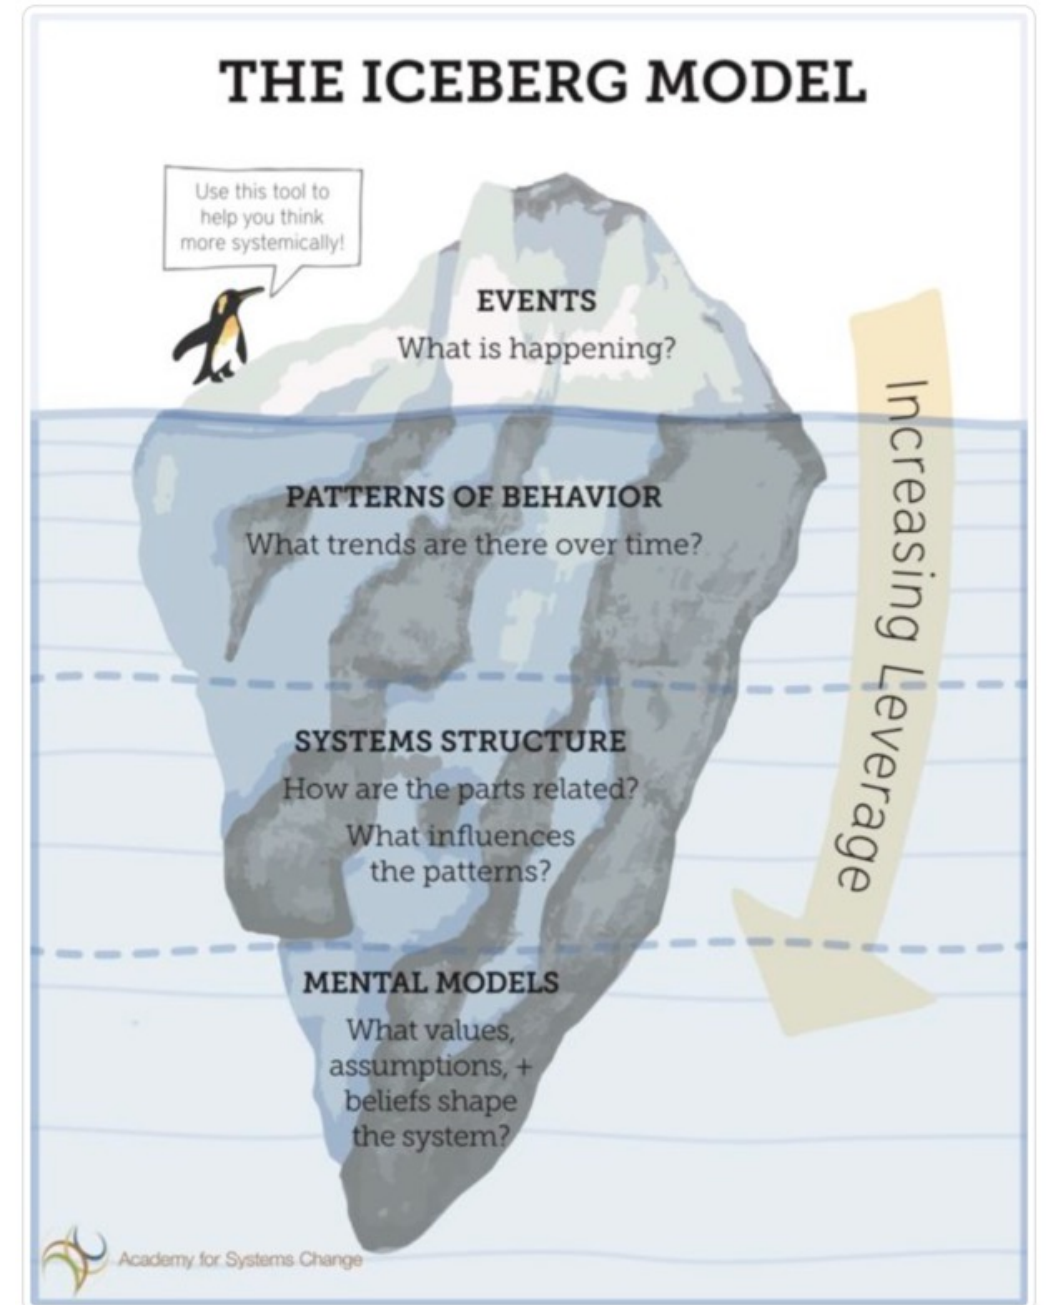 THE ICEBERG MODEL
Use this tool to
help you think
more systemically!
EVENTS
What is happening?
PATTERNS OF BEHAVIOR
What trends are there over time?
SYSTEMS STRUCTURE
How are the parts related?
What influences
the patterns?
MENTAL MODELS
What values,
assumptions, +
beliefs shape
the system?
Increasing Leverage
Academy for Systems Change